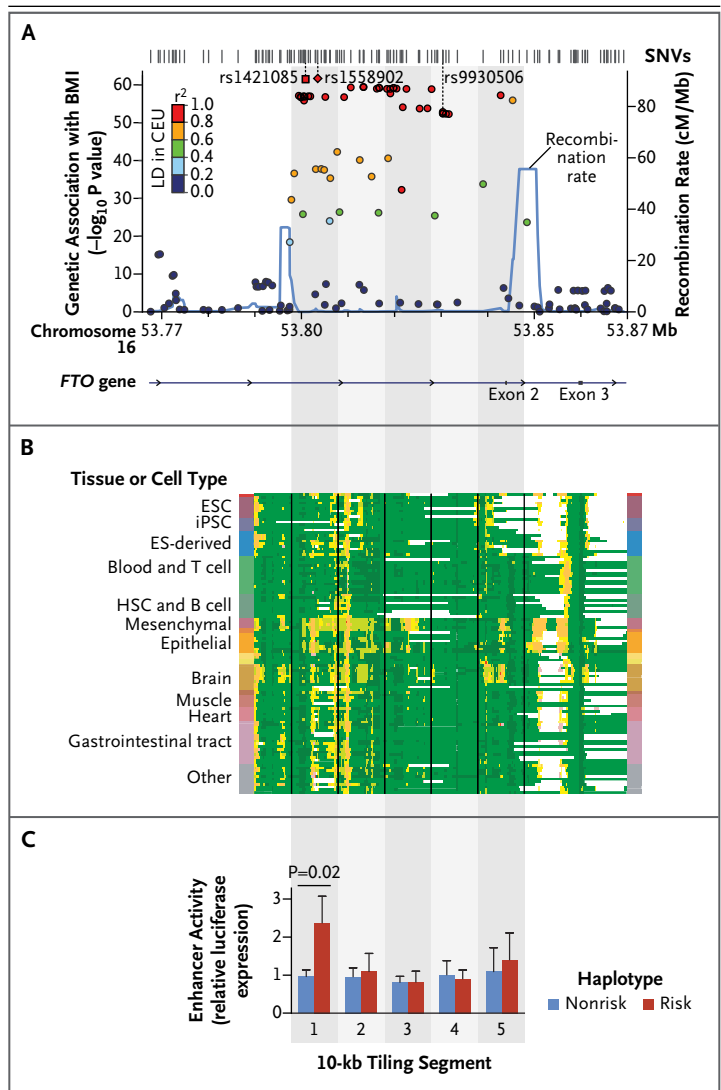 A
SNVs
rs1421085
rs1558902
rs9930506
Genetic Association with BMI
(−log10 P value)
60
50
40
30
20
10
0
LD in CEU
r2
1.0
0.8
0.6
0.4
0.2
0.0
Recombi-
nation
rate
80
60
40
20
0
Recombination Rate (cM/Mb)
Chromosome
16
53.77
53.80
53.85
53.87 Mb
FTO gene
Exon 2
Exon 3
B
Tissue or Cell Type
ESC
iPSC
ES-derived
Blood and T cell
HSC and B cell
Mesenchymal
Epithelial
Brain
Muscle
Heart
Gastrointestinal tract
Other
C
Enhancer Activity
(relative luciferase
expression)
P=0.02
3
2
1
0
1 2 3 4 5
10-kb Tiling Segment
Haplotype
Nonrisk Risk